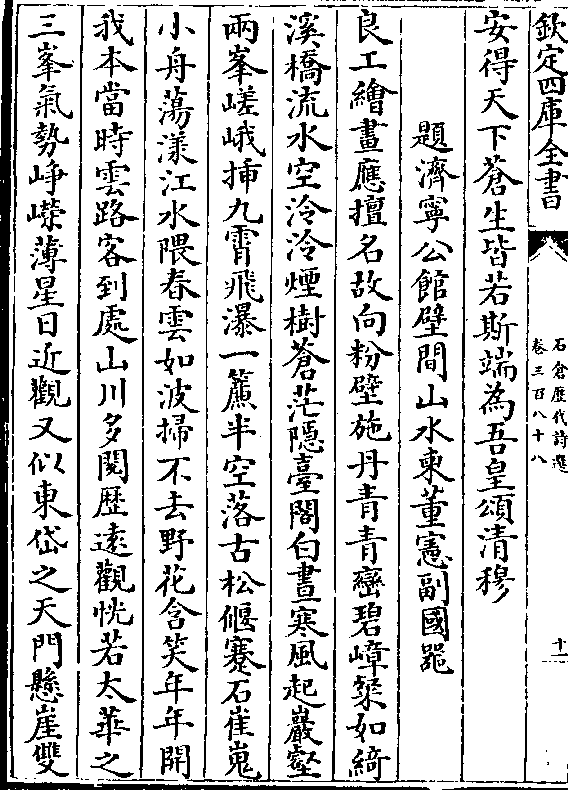 欽定四庫全書
石倉歷代詩選
卷三百八十八
十一
安得天下蒼生皆若斯端為吾皇頌清穆
題濟寧公館壁間山水柬董憲副國噐
良工繪畫應擅名故向粉壁施丹青青巒碧嶂粲如綺
溪橋流水空泠泠煙樹蒼茫隱臺閣白晝寒風起巖壑
兩峯嵯峨揷九霄飛瀑一簾半空落古松偃蹇石崔嵬
小舟蕩漾江水隈春雲如波掃不去野花含笑年年開
我本當時雲路客到處山川多閱歷遠觀恍若太華之
三峯氣勢崢嶸薄星日近觀又似東岱之天門懸崖雙